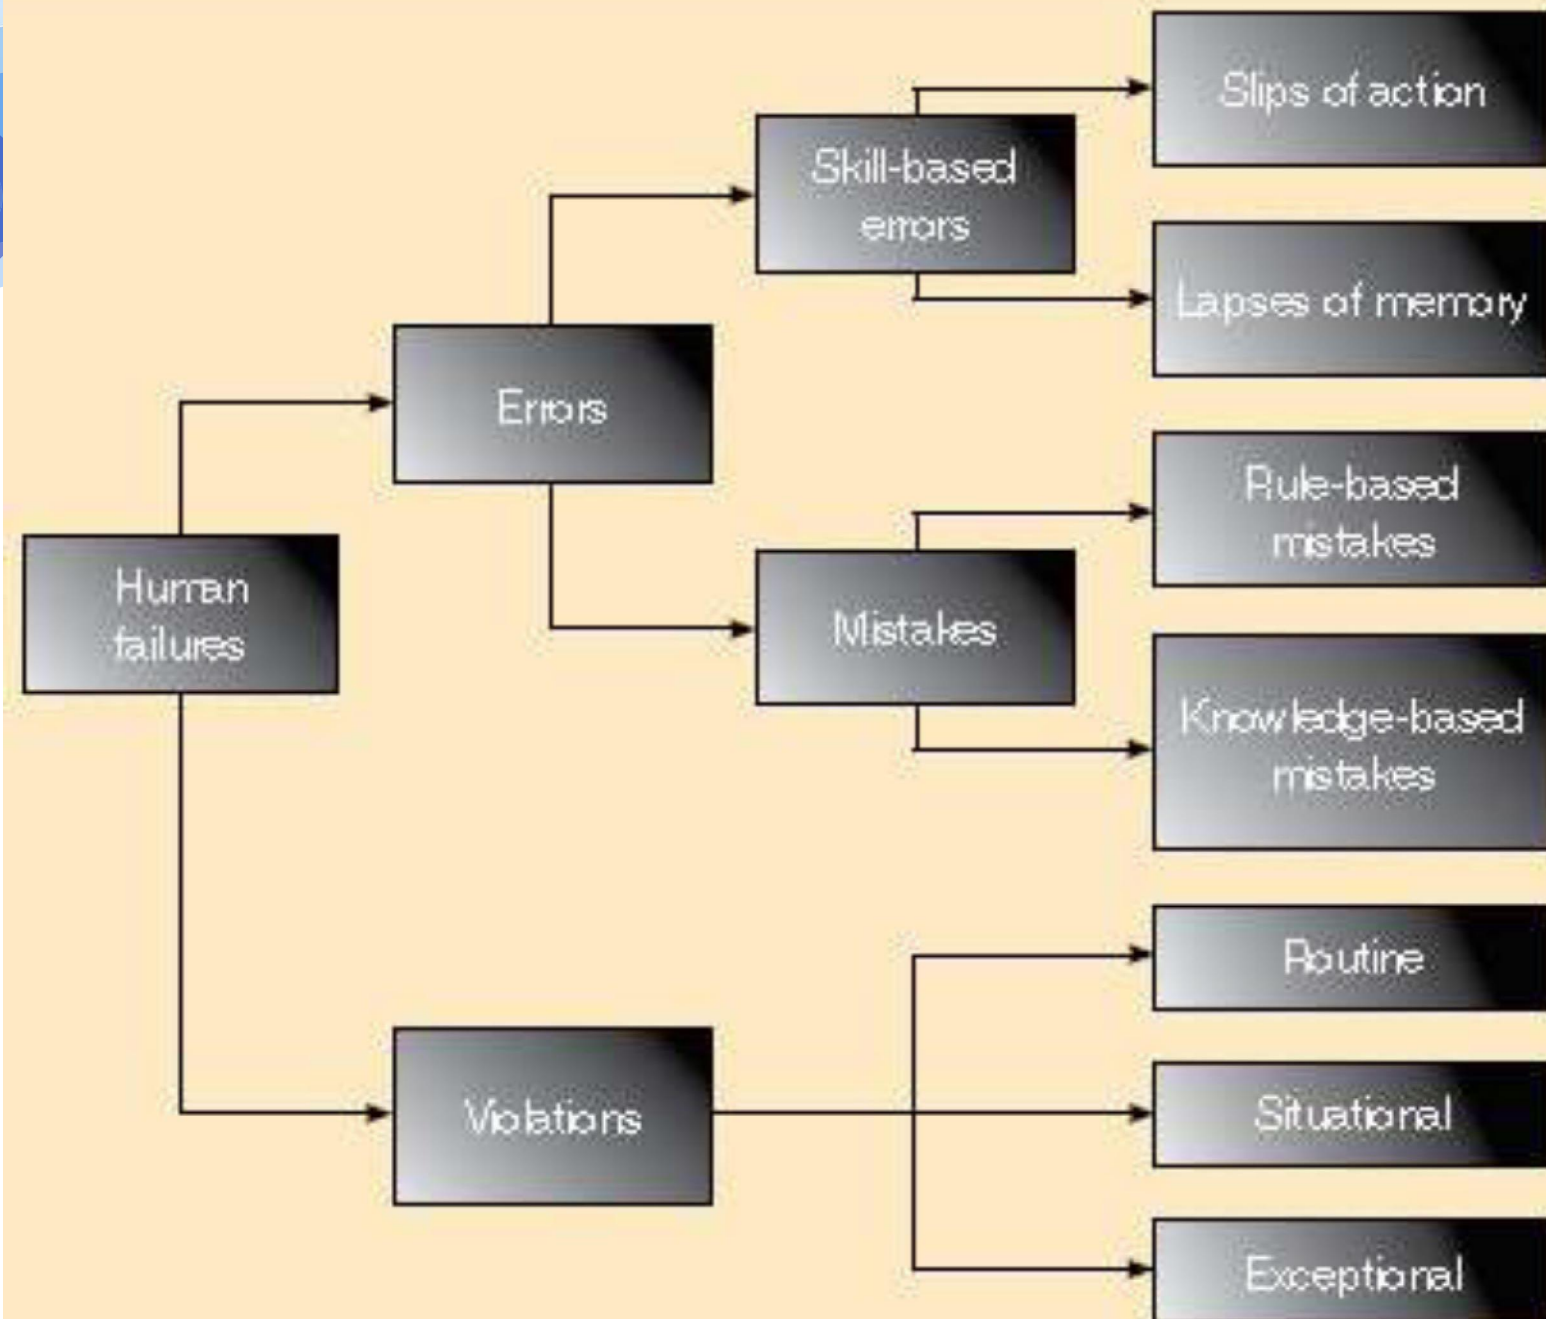 Slips of action
Skill-based
errors
Lapses of memory
Errors
Rule-based
mistakes
Human
failures
Mistakes
Knowledge-based
mistakes
Routine
Violations
Situational
Exceptional